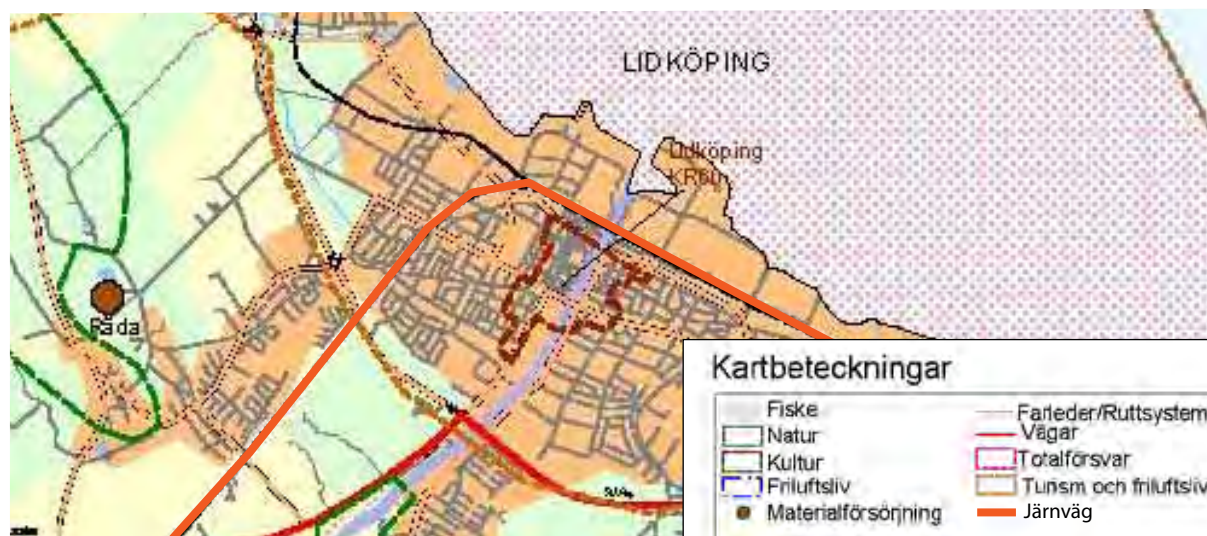 LIDKÖPING
Lidköping
KR60
Råda
Kartbeteckningar
Fiske
Natur
Kultur
Friluftsliv
Materialförsörjning
Farleder/Ruttsystem
Vägar
Totalförsvar
Turism och friluftsliv
Järnväg